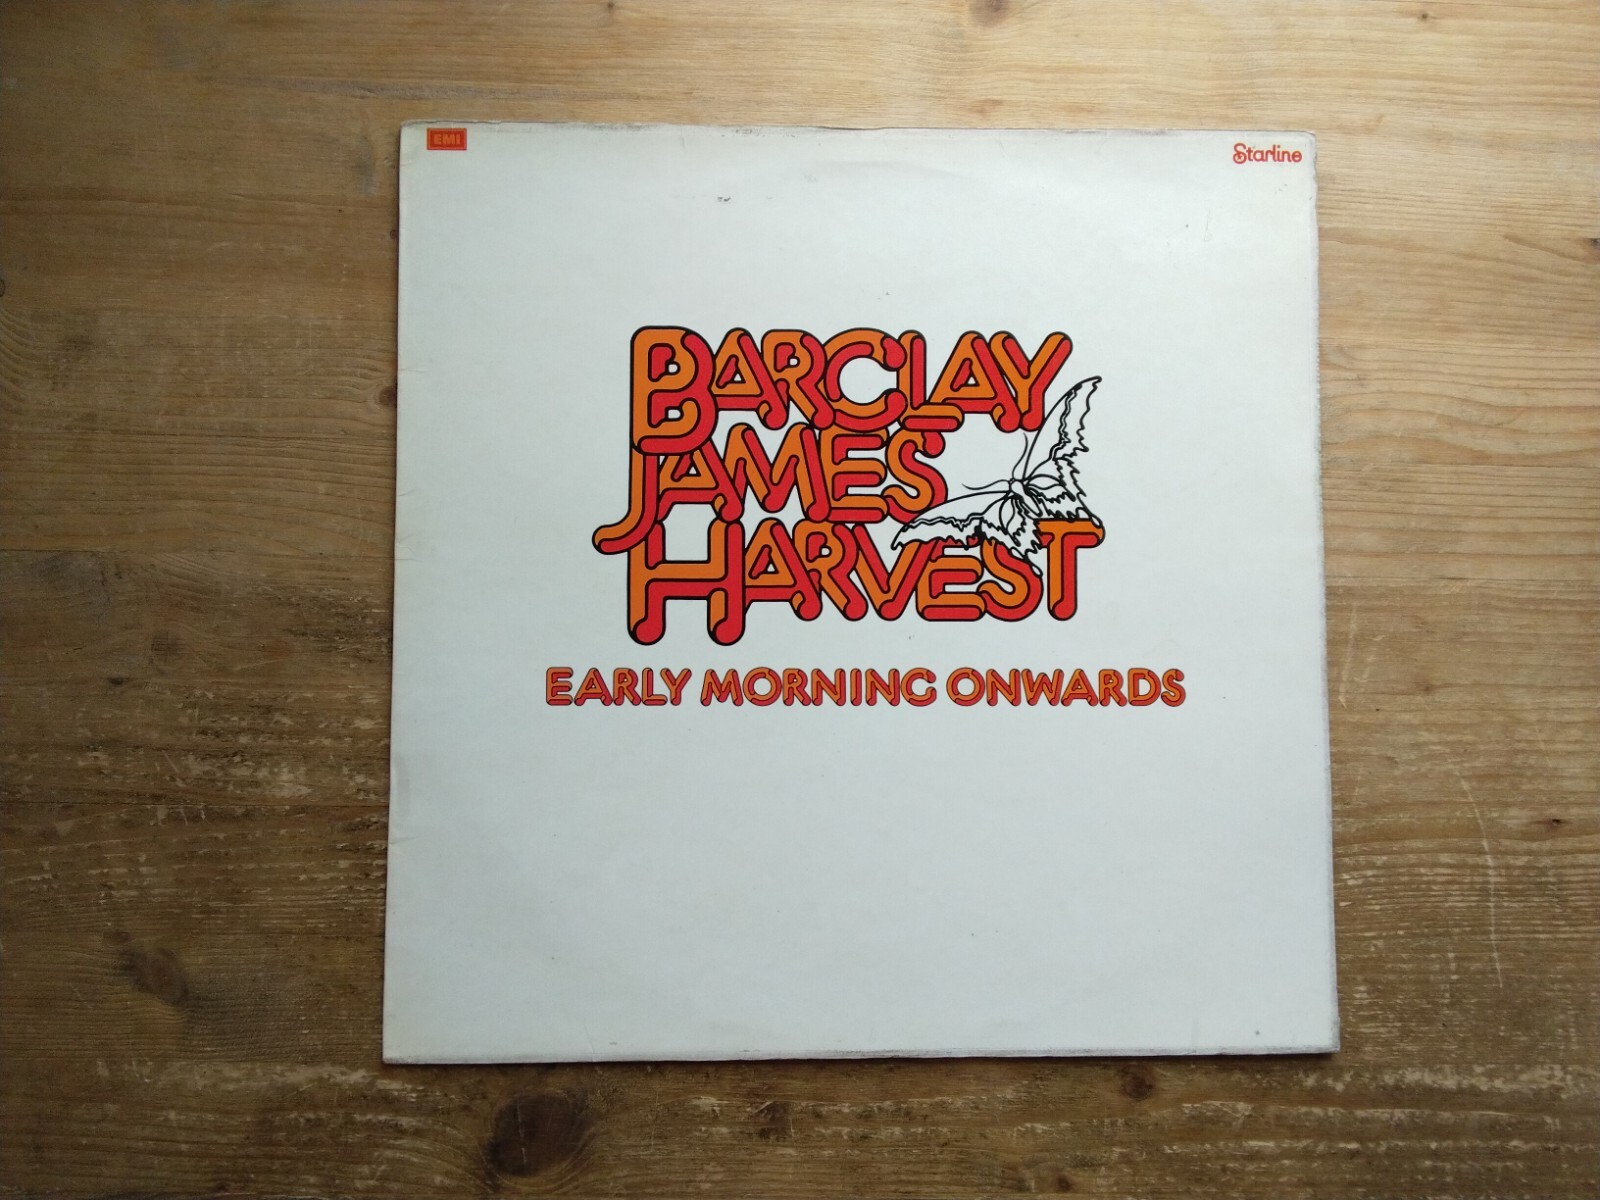 EMI
Starline
BARCLAY
JAMES
HARVEST
EARLY MORNING ONWARDS